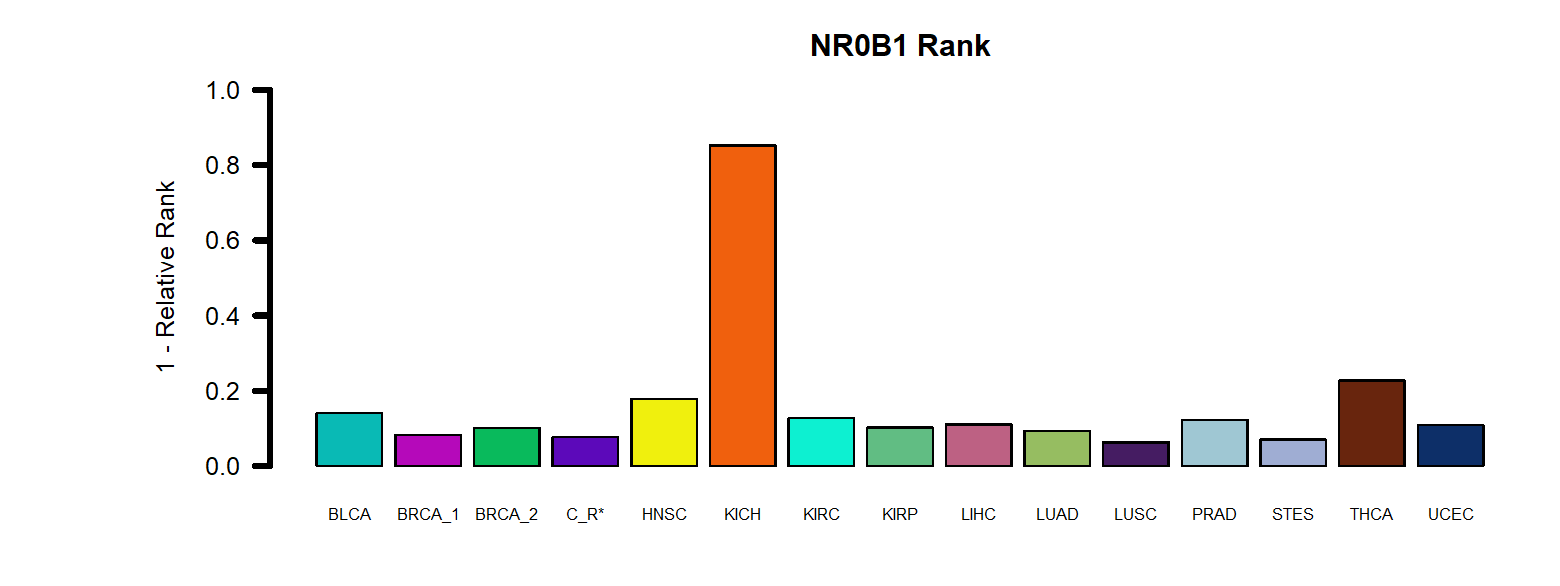 NR0B1 Rank
1 - Relative Rank
1.0
0.8
0.6
0.4
0.2
0.0
BLCA BRCA_1 BRCA_2 C_R* HNSC KICH KIRC KIRP LIHC LUAD LUSC PRAD STES THCA UCEC